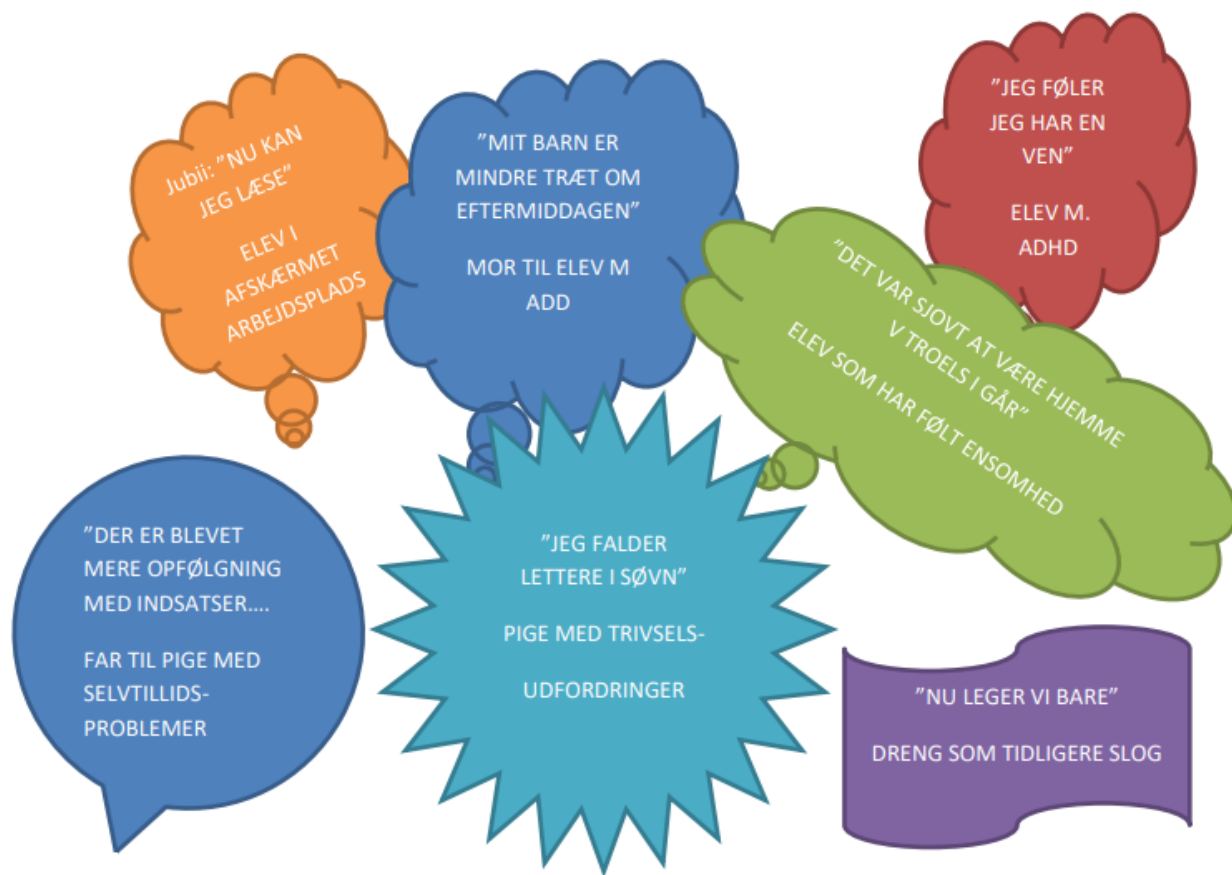 Jubii: ”NU KAN
JEG LÆSE”
ELEV I
AFSKÆRMET
ARBEJDSPLADS
”MIT BARN ER
MINDRE TRÆT OM
EFTERMIDDAGEN”
MOR TIL ELEV M
ADD
”JEG FØLER
JEG HAR EN
VEN”
ELEV M.
ADHD
”DET VAR SJOVT AT VÆRE HJEMME
V TROELS I GÅR”
ELEV SOM HAR FØLT ENSOMHED
”DER ER BLEVET
MERE OPFØLGNING
MED INDSATSER….
FAR TIL PIGE MED
SELVTILLIDS-
PROBLEMER
”JEG FALDER
LETTERE I SØVN”
PIGE MED TRIVSELS-
UDFORDRINGER
”NU LEGER VI BARE”
DRENG SOM TIDLIGERE SLOG